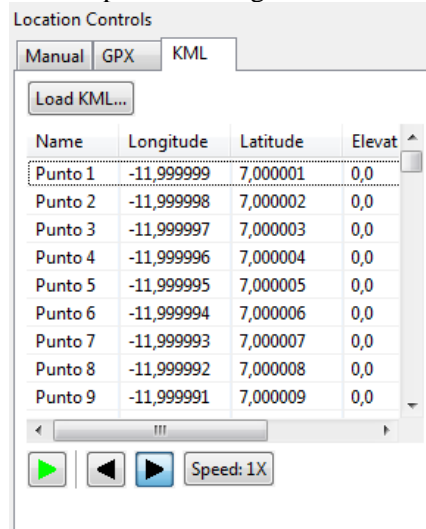 Location Controls
Manual GPX KML
Load KML...
Name Longitude Latitude Elevat
Punto 1 -11,999999 7,000001 0,0
Punto 2 -11,999998 7,000002 0,0
Punto 3 -11,999997 7,000003 0,0
Punto 4 -11,999996 7,000004 0,0
Punto 5 -11,999995 7,000005 0,0
Punto 6 -11,999994 7,000006 0,0
Punto 7 -11,999993 7,000007 0,0
Punto 8 -11,999992 7,000008 0,0
Punto 9 -11,999991 7,000009 0,0
Speed: 1X